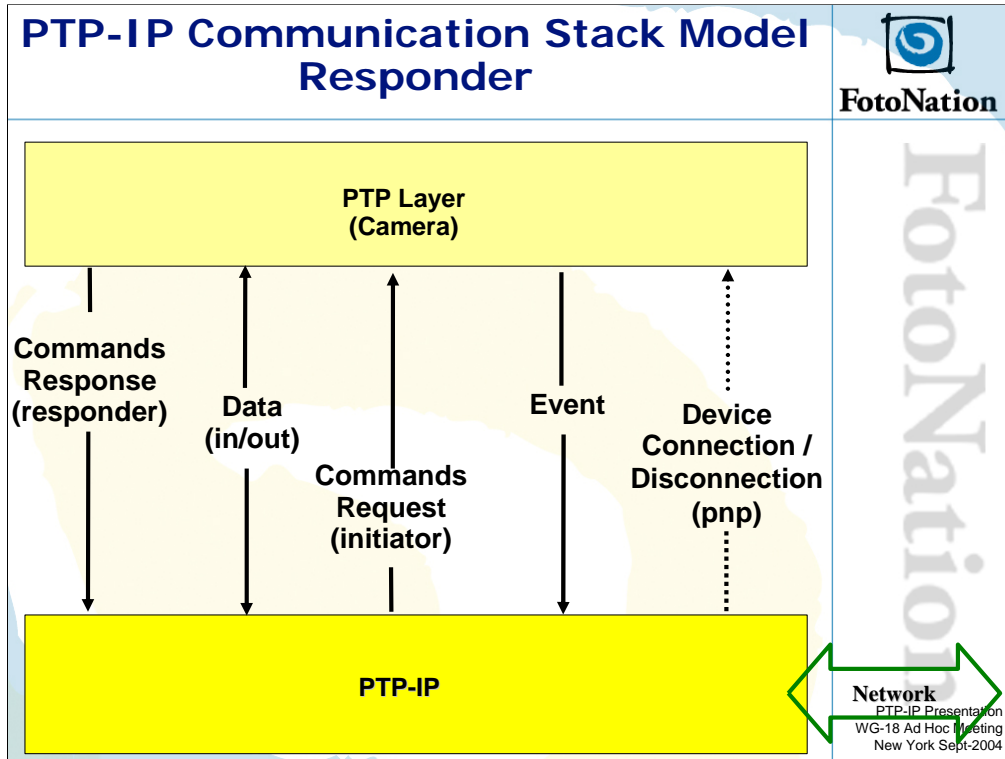 PTP-IP Communication Stack Model
Responder
FotoNation
FotoNation
PTP Layer
(Camera)
Commands
Response
(responder)
Data
(in/out)
Commands
Request
(initiator)
Event
Device
Connection /
Disconnection
(pnp)
PTP-IP
Network
PTP-IP Presentation
WG-18 Ad Hoc Meeting
New York Sept-2004